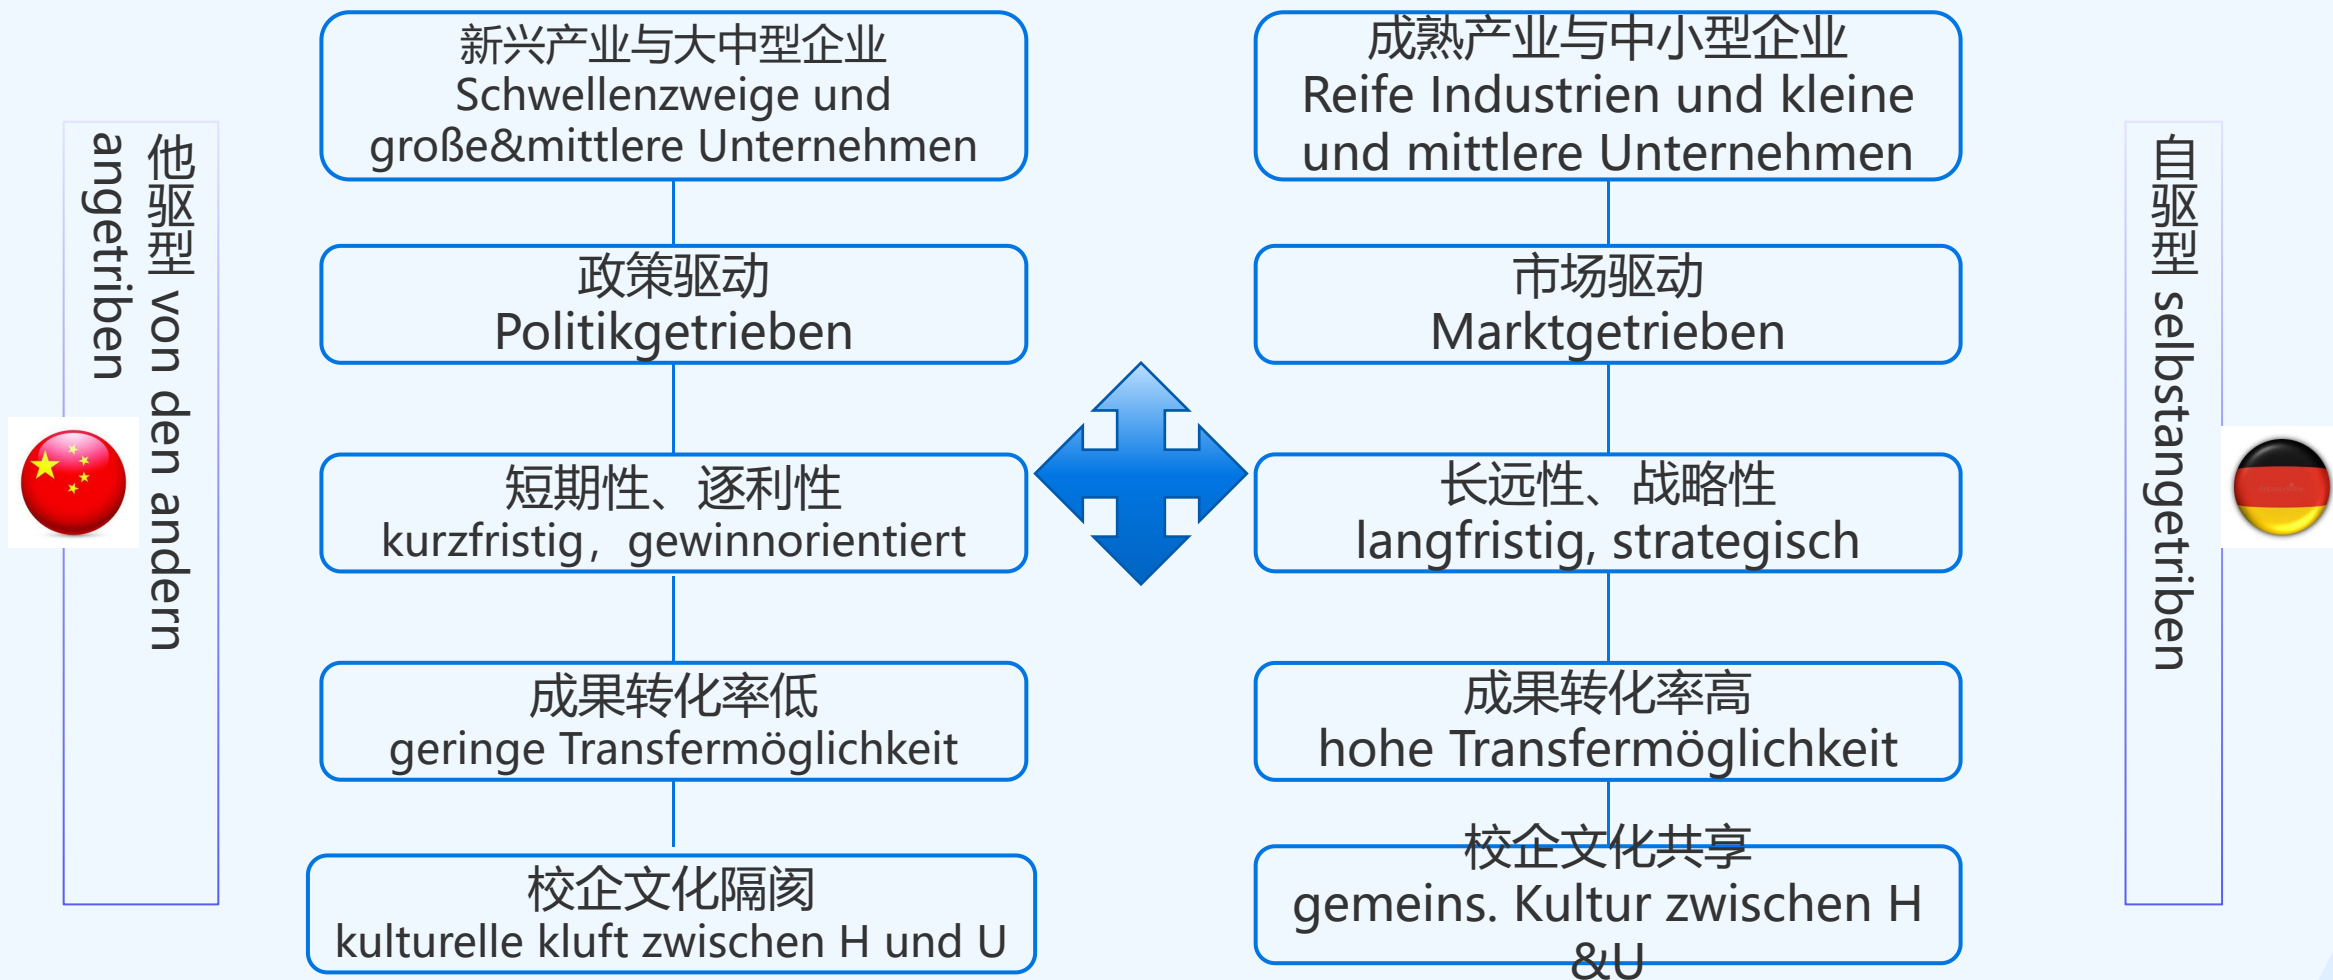 他驱型 von den andern
angetriben
新兴产业与大中型企业
Schwellenzweige und
große&mittlere Unternehmen
政策驱动
Politikgetrieben
短期性、逐利性
kurzfristig，gewinnorientiert
成果转化率低
geringe Transfermöglichkeit
校企文化隔阂
kulturelle kluft zwischen H und U
成熟产业与中小型企业
Reife Industrien und kleine
und mittlere Unternehmen
市场驱动
Marktgetrieben
长远性、战略性
langfristig, strategisch
成果转化率高
hohe Transfermöglichkeit
校企文化共享
gemeins. Kultur zwischen H
&U
自驱型 selbstangetriben